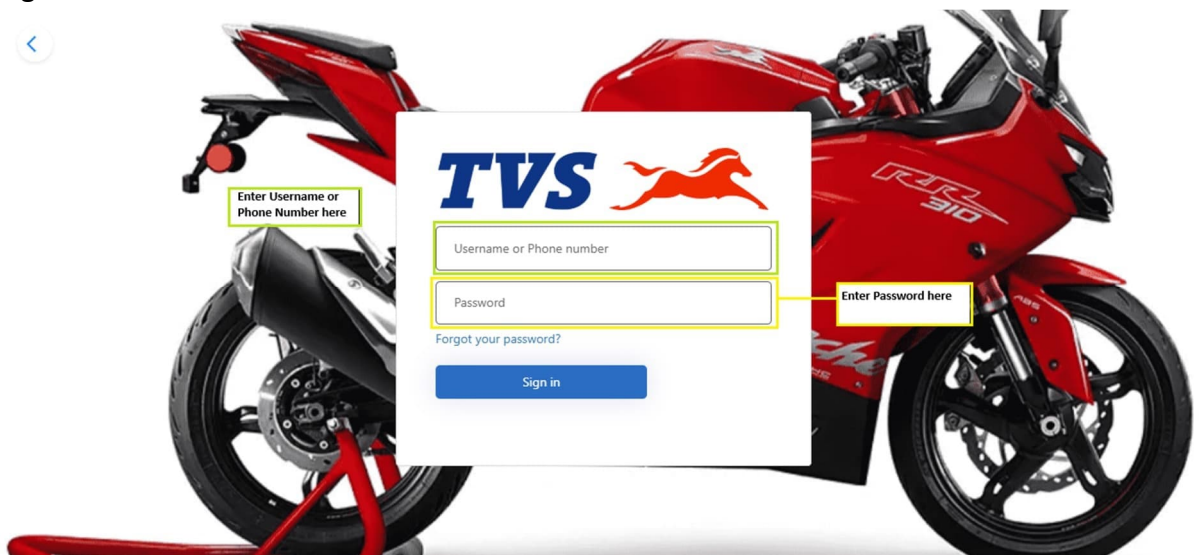 TVS
Enter Username or
Phone Number here
Username or Phone number
Enter Password here
Password
Forgot your password?
Sign in
RR
310
ABS